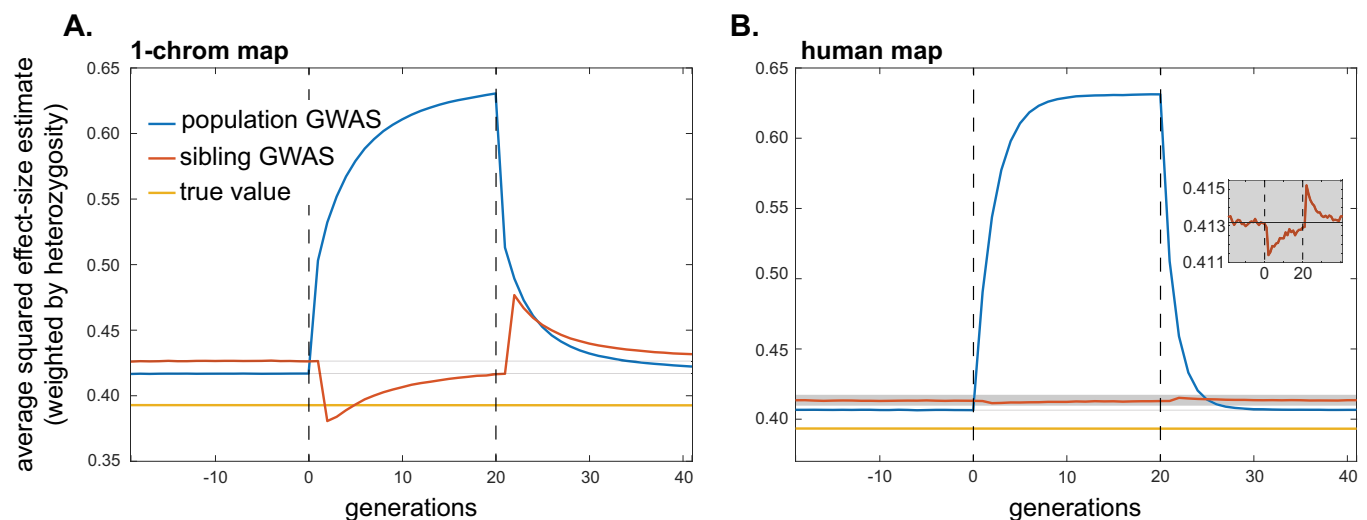 A.
1-chrom map
average squared effect-size estimate
(weighted by heterozygosity)
0.65
0.60
0.55
0.50
0.45
0.40
0.35
population GWAS
sibling GWAS
true value
-10
0
10
20
30
40
generations
B.
human map
0.65
0.60
0.55
0.50
0.45
0.40
0.415
0.413
0.411
0
20
-10
0
10
20
30
40
generations